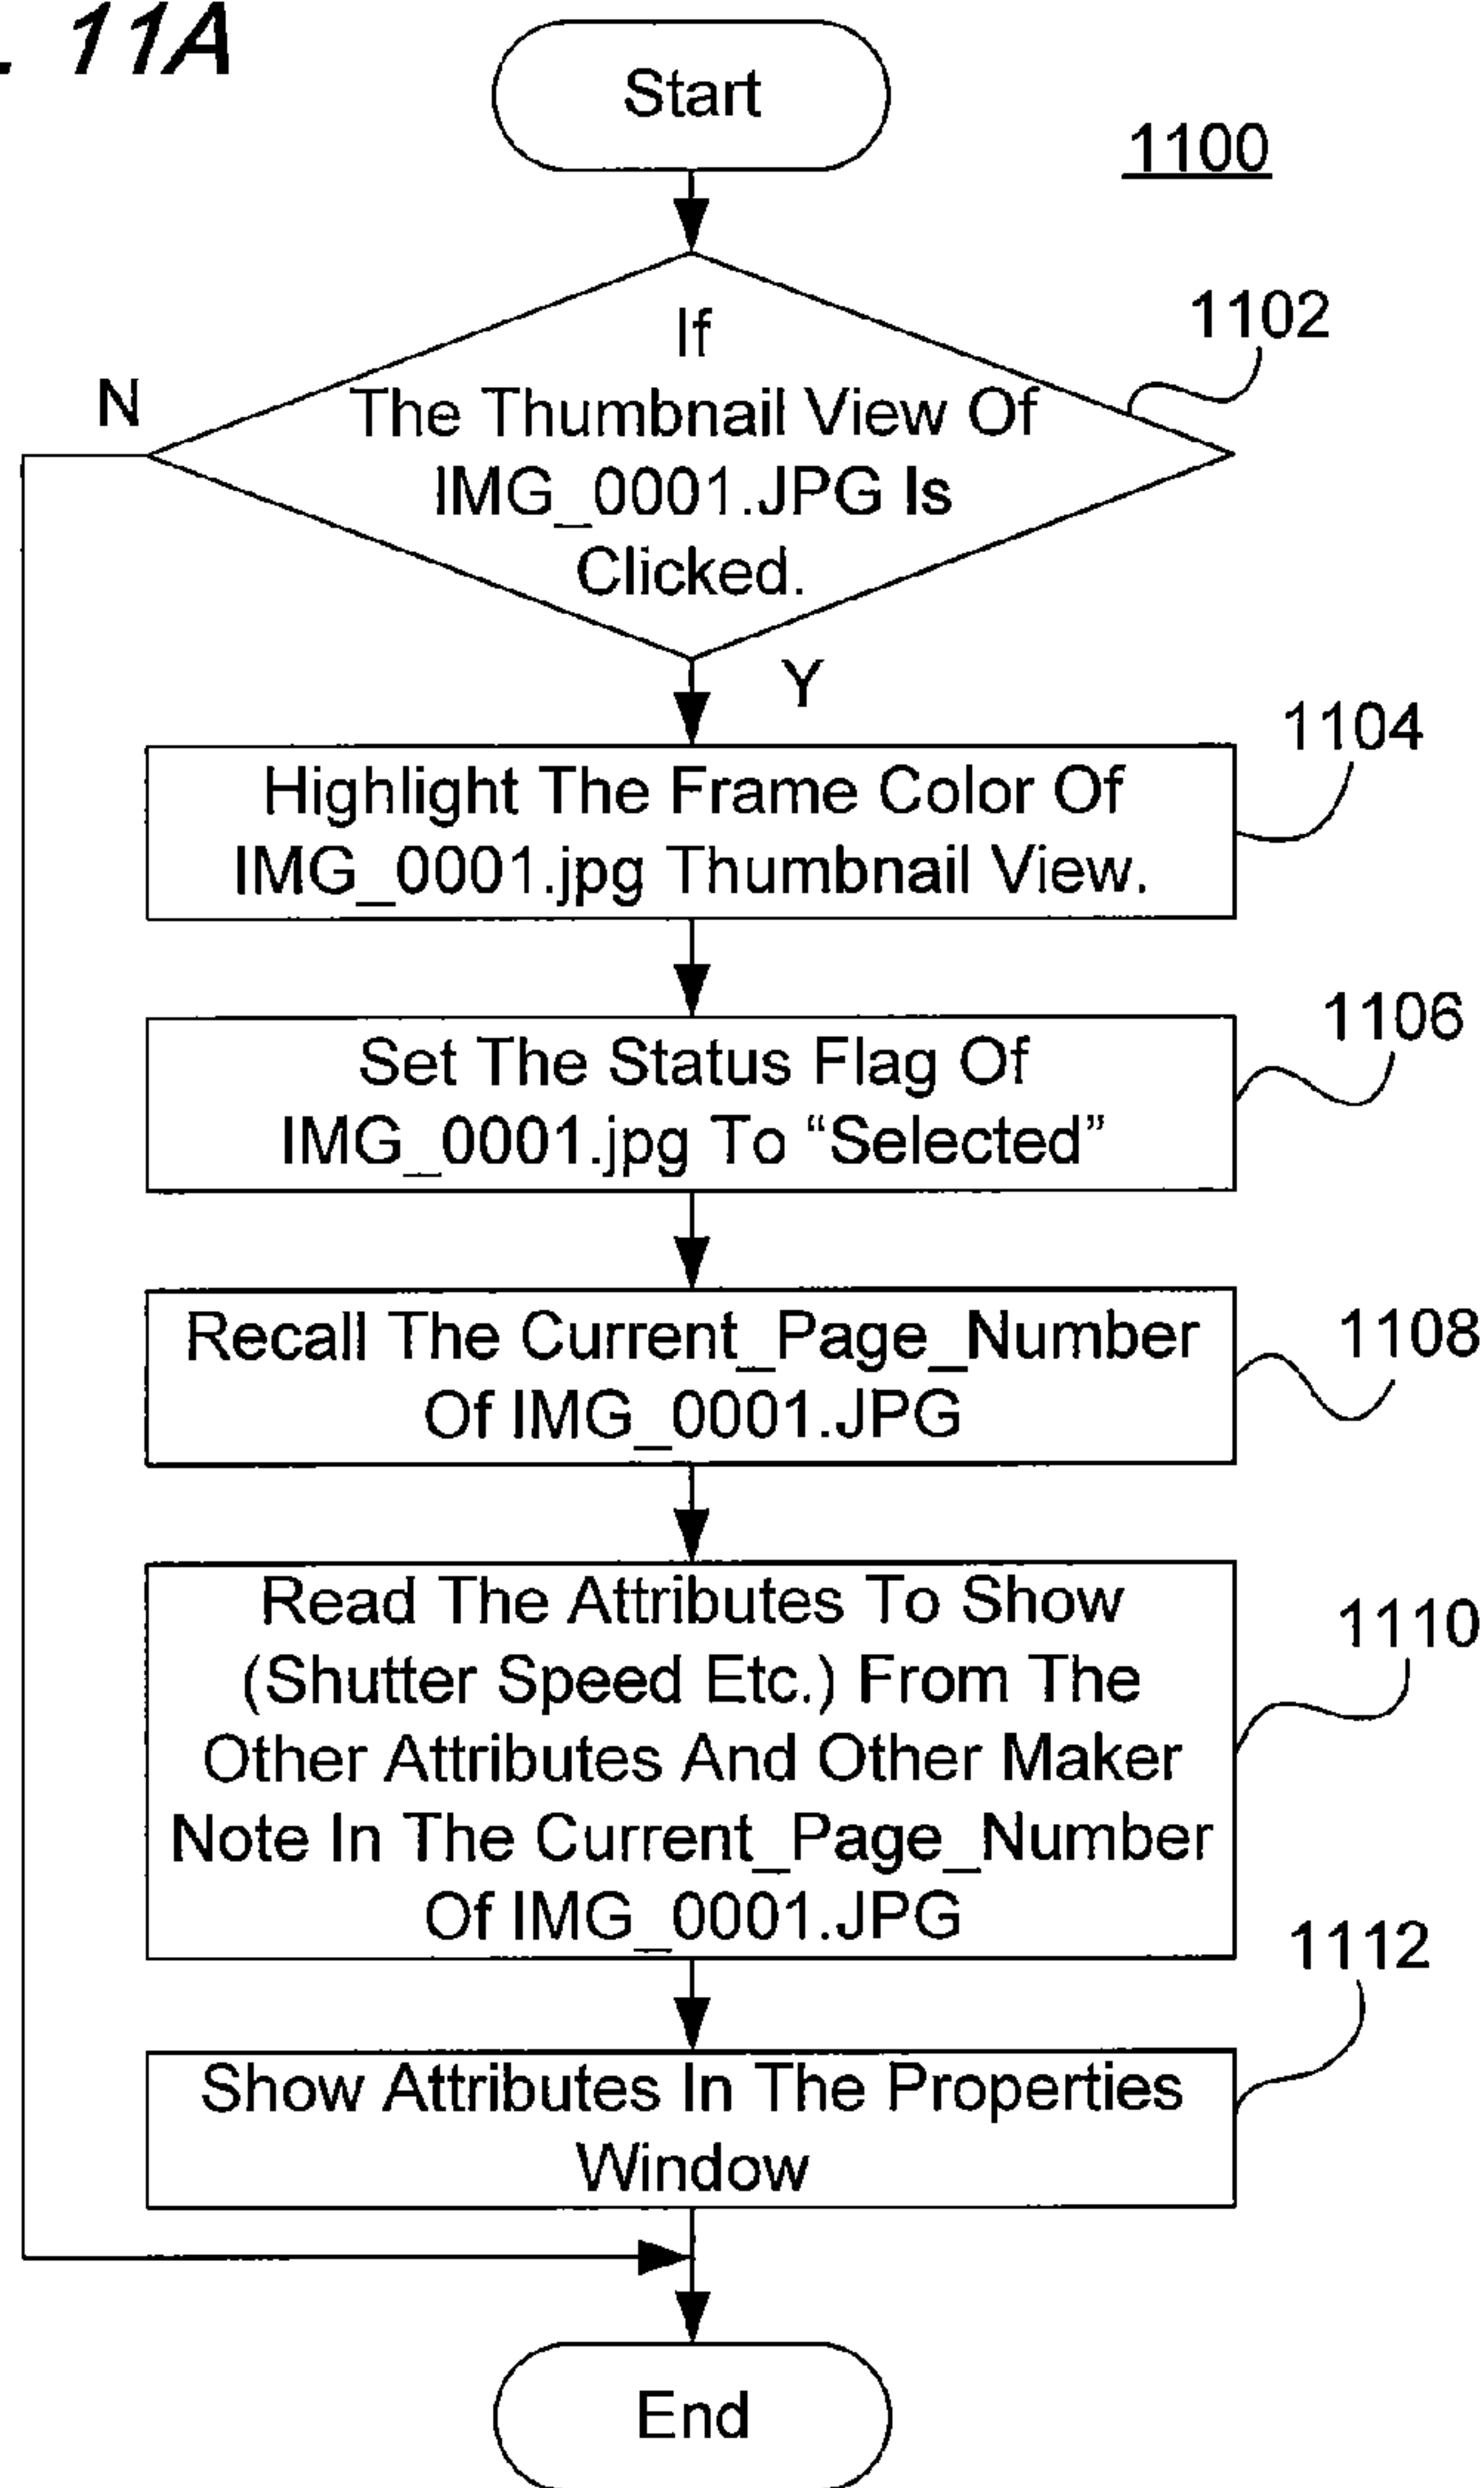 . 11A
Start
1100
1102
If
The Thumbnail View Of
IMG_0001.JPG Is
Clicked.
N
Y
1104
Highlight The Frame Color Of
IMG_0001.jpg Thumbnail View.
1106
Set The Status Flag Of
IMG_0001.jpg To “Selected”
1108
Recall The Current_Page_Number
Of IMG_0001.JPG
1110
Read The Attributes To Show
(Shutter Speed Etc.) From The
Other Attributes And Other Maker
Note In The Current_Page_Number
Of IMG_0001.JPG
1112
Show Attributes In The Properties
Window
End